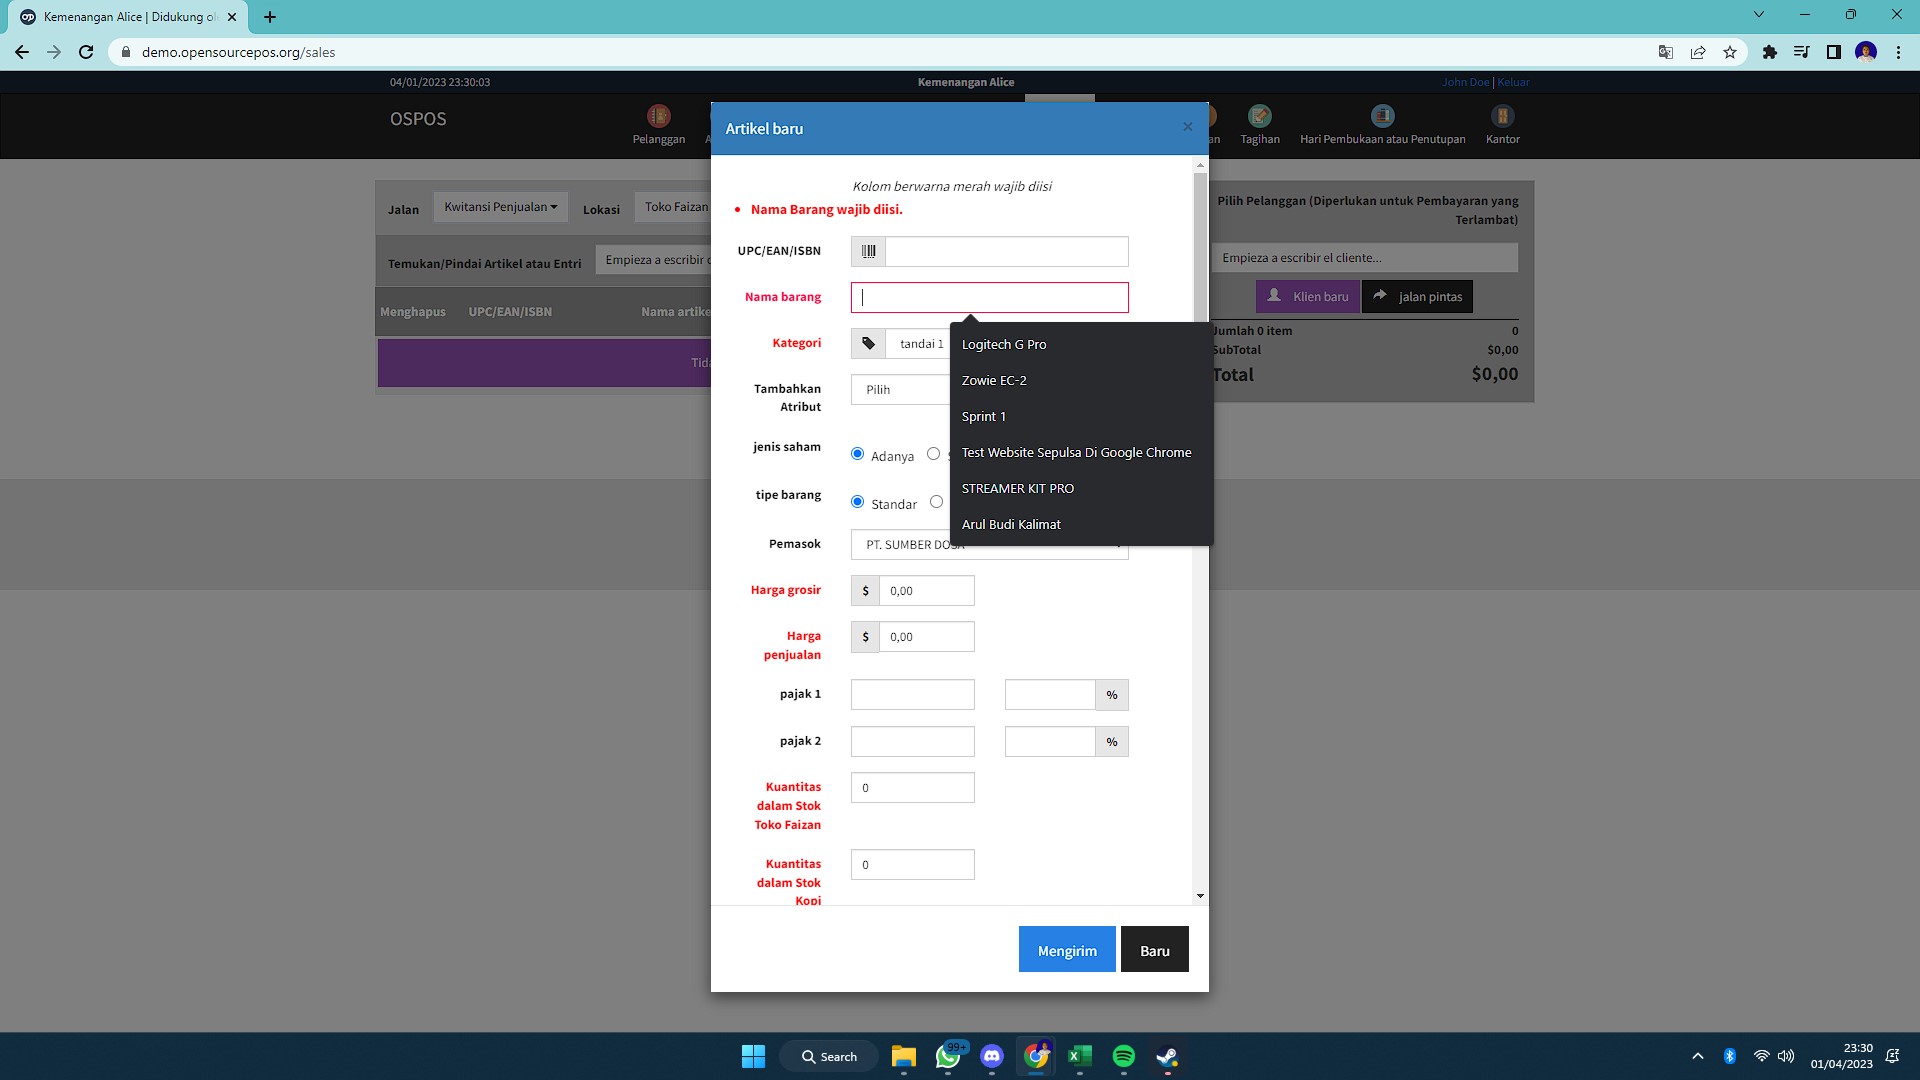 Kemenangan Alice | Didukung ol
demo.opensourcepos.org/sales
04/01/2023 23:30:03
Kemenangan Alice
John Doe | Keluar
OSPOS
Pelanggan
A
an
Tagihan
Hari Pembukaan atau Penutupan
Kantor
Artikel baru
×
Jalan
Kwitansi Penjualan
Lokasi
Toko Faizan
Temukan/Pindai Artikel atau Entri
Empieza a escribir
Menghapus
UPC/EAN/ISBN
Nama artike
Tida
Kolom berwarna merah wajib diisi
Nama Barang wajib diisi.
UPC/EAN/ISBN
Nama barang
Kategori
tandai 1
Tambahkan
Atribut
Pilih
jenis saham
Adanya
tipe barang
Standar
Pemasok
PT. SUMBER DOSA
Harga grosir
$ 0,00
Harga
penjualan
$ 0,00
pajak 1
%
pajak 2
%
Kuantitas
dalam Stok
Toko Faizan
0
Kuantitas
dalam Stok
Kopi
0
Logitech G Pro
Zowie EC-2
Sprint 1
Test Website Sepulsa Di Google Chrome
STREAMER KIT PRO
Arul Budi Kalimat
Mengirim
Baru
Pilih Pelanggan (Diperlukan untuk Pembayaran yang
Terlambat)
Empieza a escribir el cliente...
Klien baru
jalan pintas
Jumlah 0 item
0
SubTotal
$0,00
Total
$0,00
Search
99+
23:30
01/04/2023